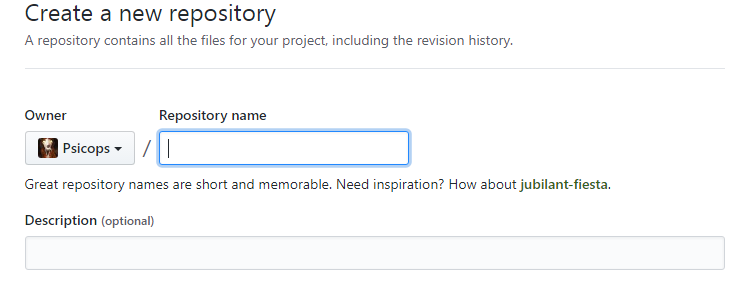 Create a new repository
A repository contains all the files for your project, including the revision history.
Owner
Repository name
Psicops
/
Great repository names are short and memorable. Need inspiration? How about jubilant-fiesta.
Description (optional)